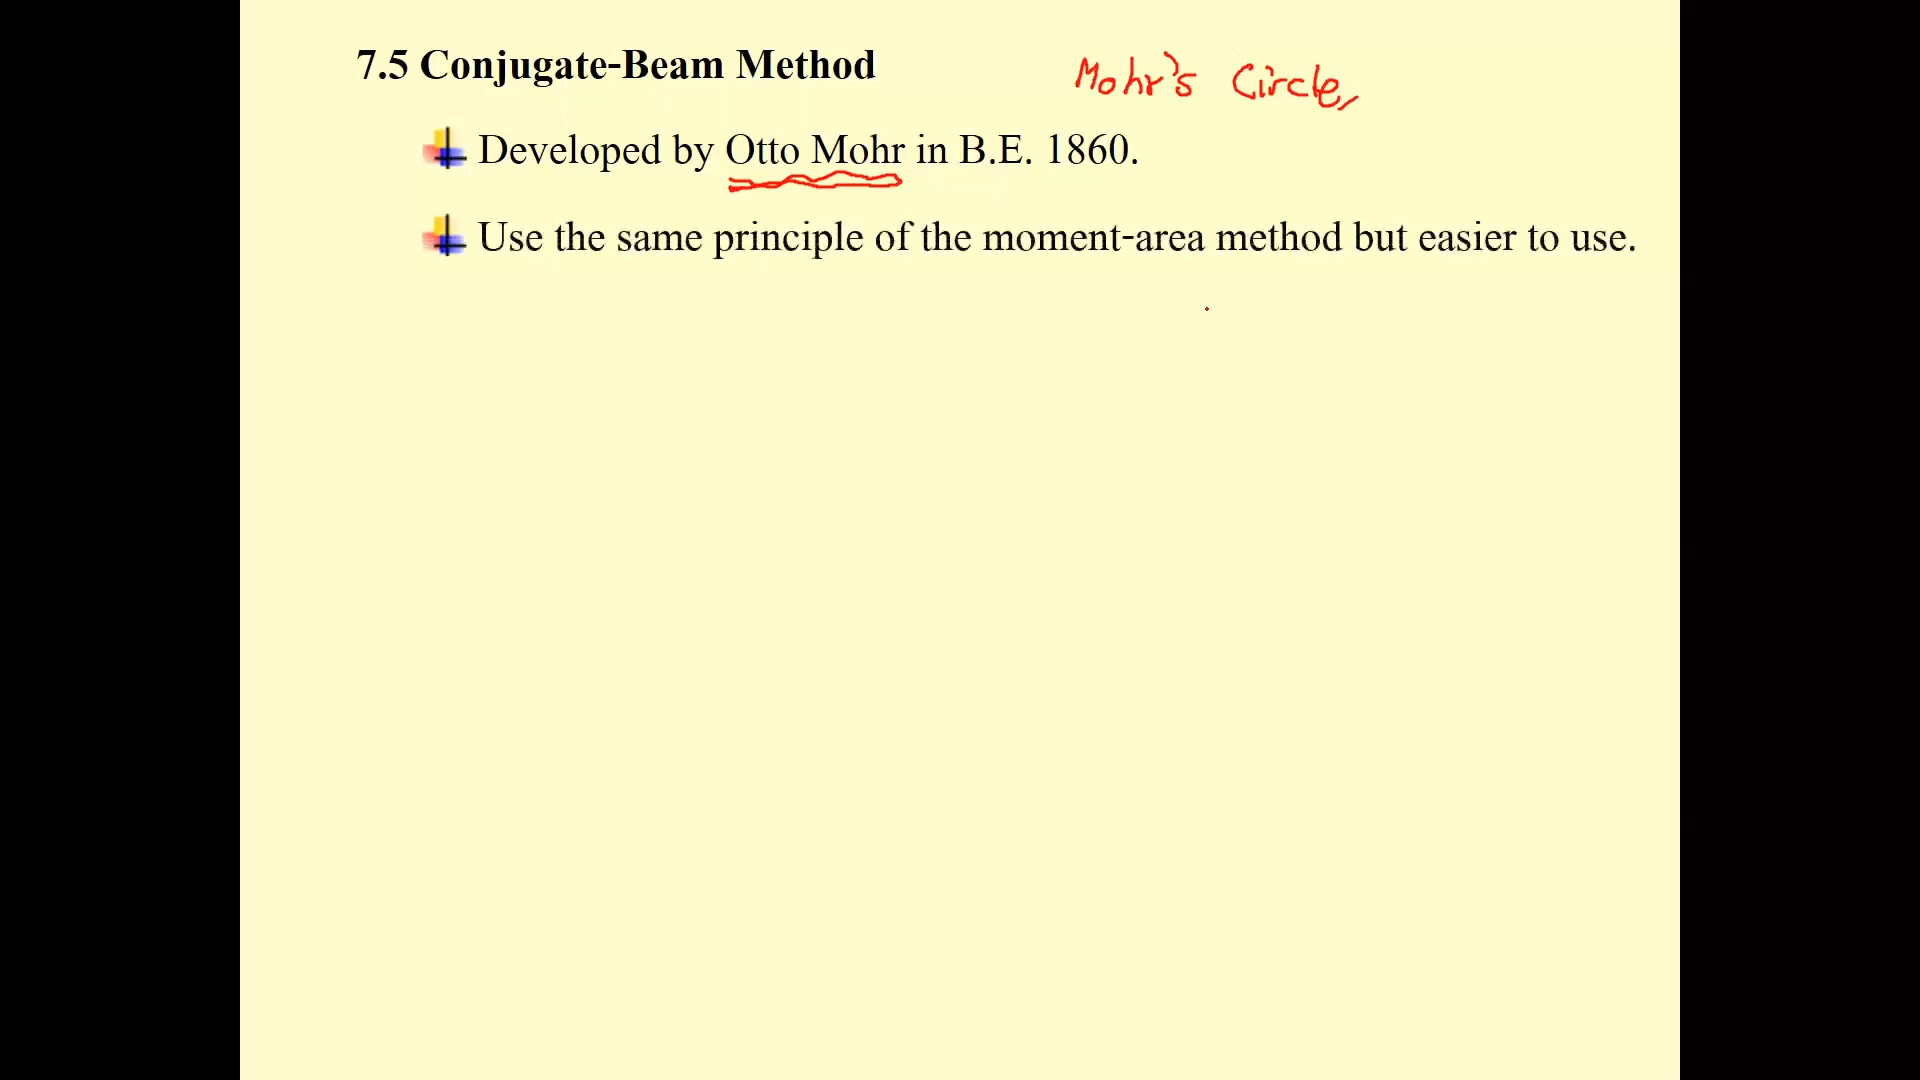 7.5 Conjugate-Beam Method
Mohr's Circle,
Developed by Otto Mohr in B.E. 1860.
Use the same principle of the moment-area method but easier to use.